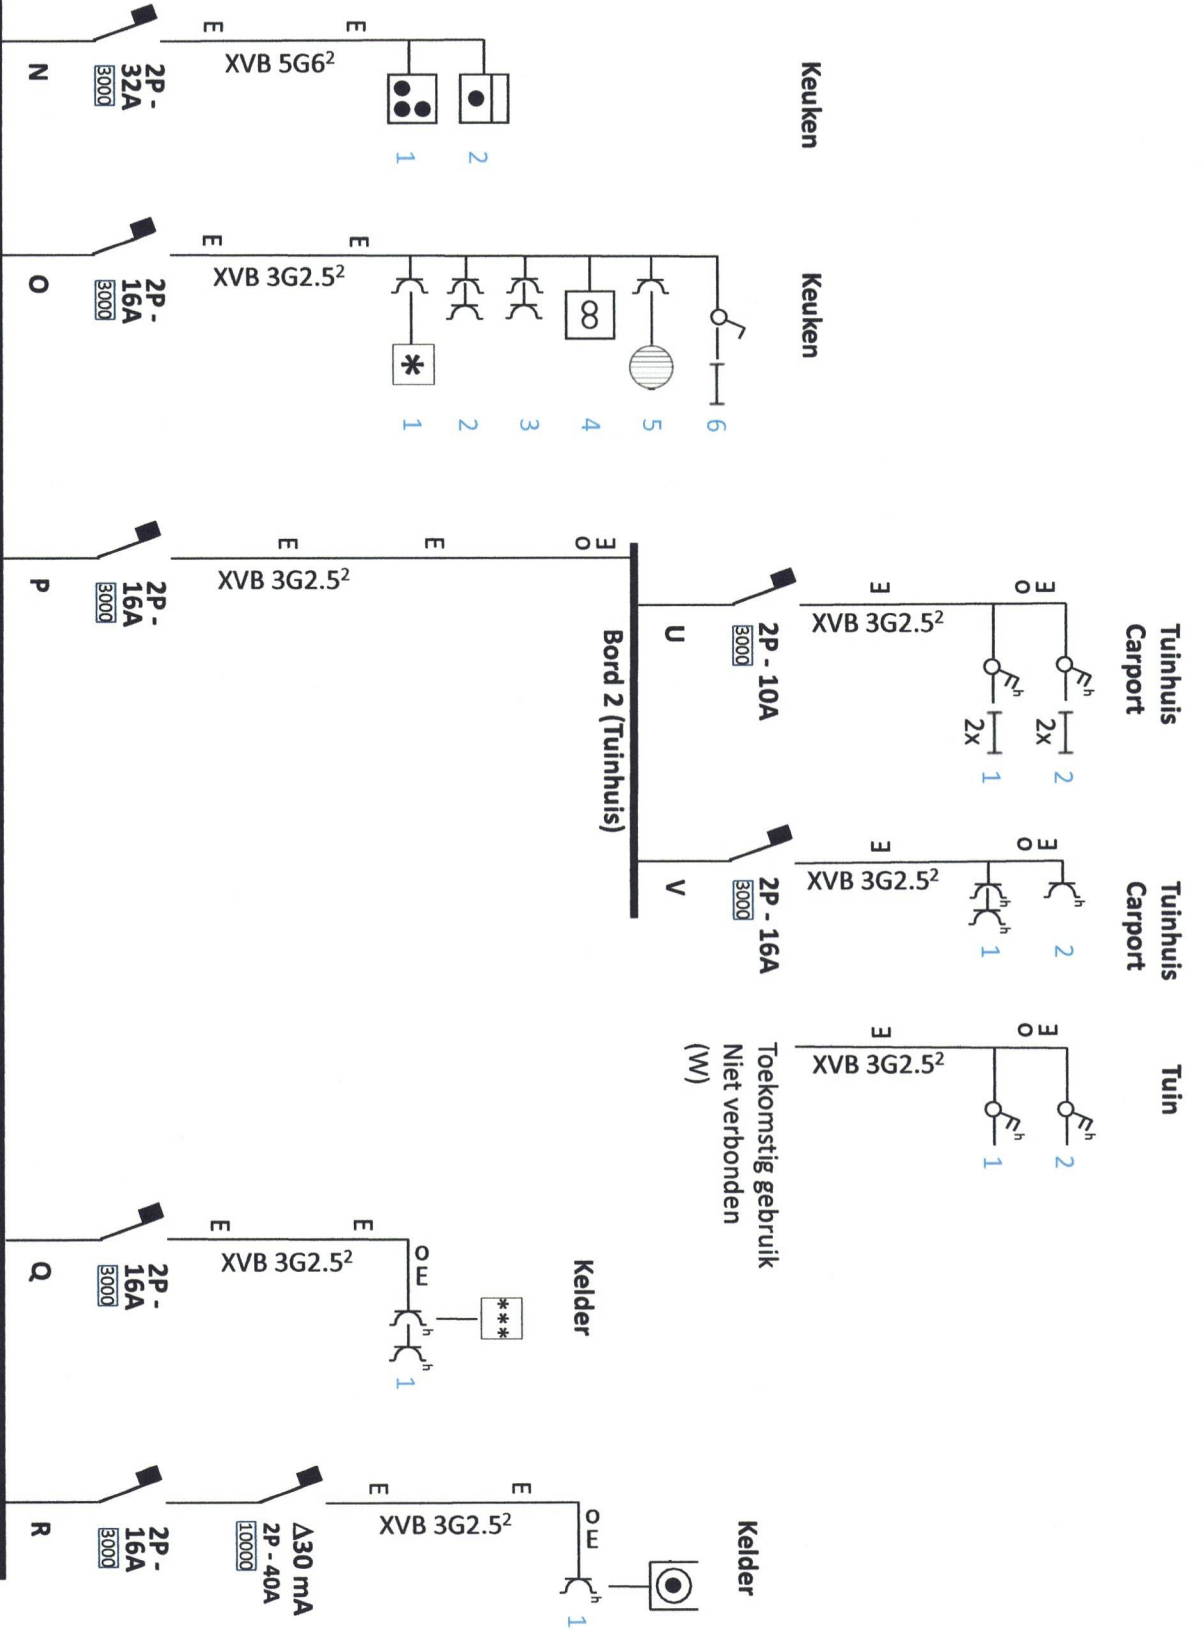 Keuken
2
1
E
E
XVB 5G6²
2P -
32A
3000
N
Keuken
6
5
4
3
2
1
*
8
E
E
XVB 3G2.5²
2P -
16A
3000
O
E
O
E
E
XVB 3G2.5²
2P -
16A
3000
P
Bord 2 (Tuinhuis)
Tuinhuis
Carport
E
O
h
2x
2
h
2x
1
E
XVB 3G2.5²
2P - 10A
3000
U
Tuinhuis
Carport
E
O
h
2
h
h
1
E
XVB 3G2.5²
2P - 16A
3000
V
Tuin
E
O
h
2
h
1
E
XVB 3G2.5²
Toekomstig gebruik
Niet verbonden
(W)
Kelder
***
O E
h
h
1
E
E
XVB 3G2.5²
2P -
16A
3000
Q
Kelder
O E
h
1
E
E
XVB 3G2.5²
Δ30 mA
2P - 40A
10000
2P -
16A
3000
R